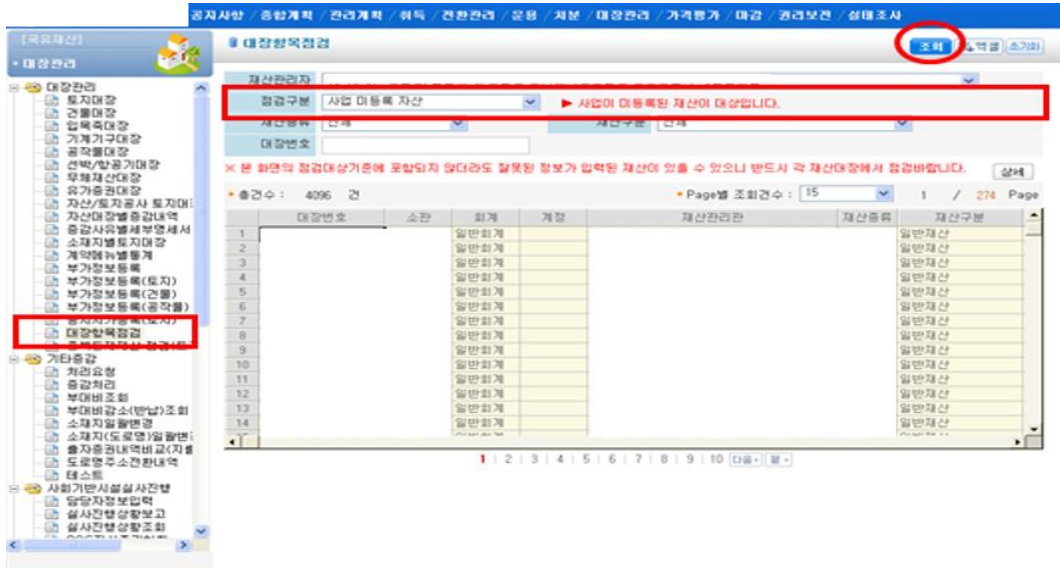 공지사항 / 종합계획 / 관리계획 / 취득 / 전환관리 / 운용 / 처분 / 대장관리 / 가격평가 / 마감 / 권리보전 / 실태조사
[국유재산]
• 대장관리
대장관리
토지대장
건물대장
입목죽대장
기계기구대장
공작물대장
선박/항공기대장
무체재산대장
유가증권대장
자산/토지공사 토지대
자산대장별증감내역
증감사유별세부명세서
소재지별토지대장
계약메뉴별통계
부가정보등록
부가정보등록(토지)
부가정보등록(건물)
부가정보등록(공작물)
공시지가등록(토지)
대장항목점검
기타증감
처리요청
증감처리
부대비조회
부대비감소(반납)조회
소재지일괄변경
소재지(도로명)일괄변
출자증권내역비교(지
도로명주소전환내역
테스트
사회기반시설실사진행
담당자정보입력
실사진행상황보고
실사진행상황조회
대장항목점검
조회
엑셀
초기화
재산관리자
점검구분 사업 미등록 자산 ▶ 사업이 미등록된 재산이 대상입니다.
재산종류 전체 재산구분 전체
대장번호
※ 본 화면의 점검대상기준에 포함되지 않더라도 잘못된 정보가 입력된 재산이 있을 수 있으니 반드시 각 재산대장에서 점검바랍니다. 상세
• 총건수 : 4096 건 • Page별 조회건수 : 15 1 / 274 Page
대장번호 소관 회계 계정 재산관리관 재산종류 재산구분
1 일반회계 일반재산
2 일반회계 일반재산
3 일반회계 일반재산
4 일반회계 일반재산
5 일반회계 일반재산
6 일반회계 일반재산
7 일반회계 일반재산
8 일반회계 일반재산
9 일반회계 일반재산
10 일반회계 일반재산
11 일반회계 일반재산
12 일반회계 일반재산
13 일반회계 일반재산
14 일반회계 일반재산
1 | 2 | 3 | 4 | 5 | 6 | 7 | 8 | 9 | 10 다음 끝